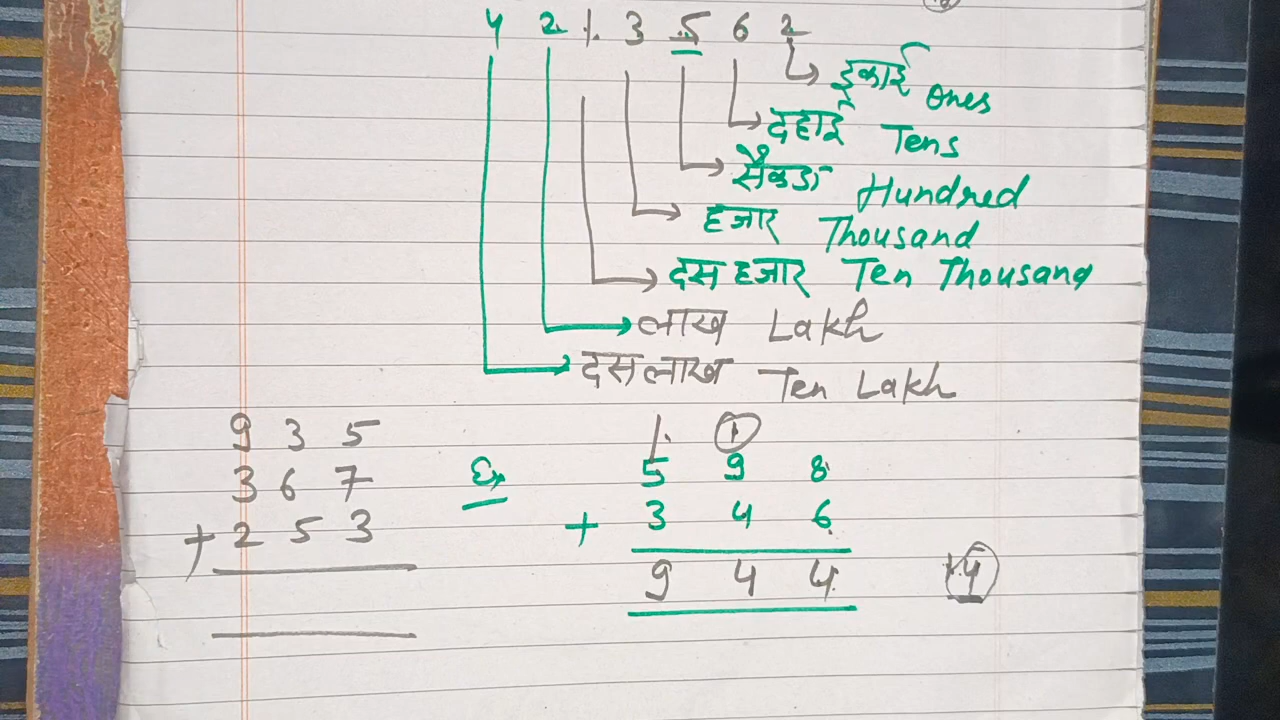 4 2 1 3 5 6 2
इकाई Ones
दहाई Tens
सैकडा Hundred
हजार Thousand
दस हजार Ten Thousand
लाख Lakh
दस लाख Ten Lakh
9 3 5
3 6 7
+ 2 5 3
1 1
Ex 5 9 8
+ 3 4 6
9 4 4
14